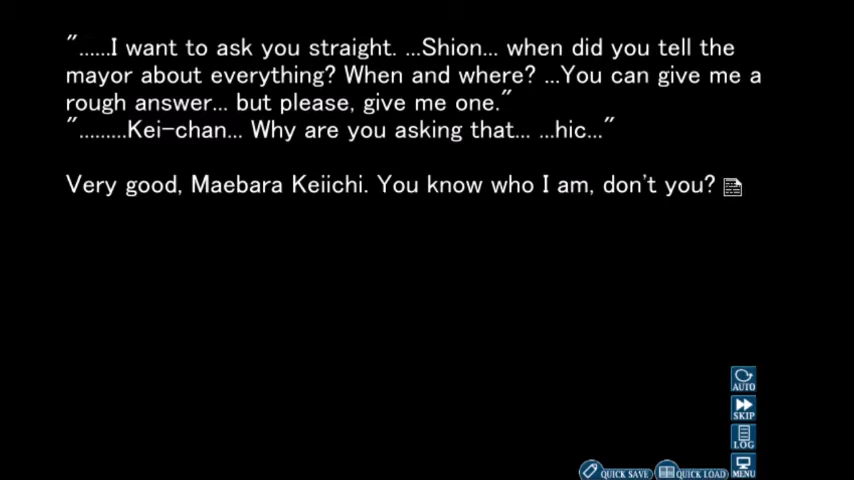 "......I want to ask you straight. ...Shion... when did you tell the
mayor about everything? When and where? ...You can give me a
rough answer... but please, give me one."
".........Kei-chan... Why are you asking that... ...hic..."
Very good, Maebara Keiichi. You know who I am, don't you?
AUTO
SKIP
LOG
MENU
QUICK SAVE
QUICK LOAD